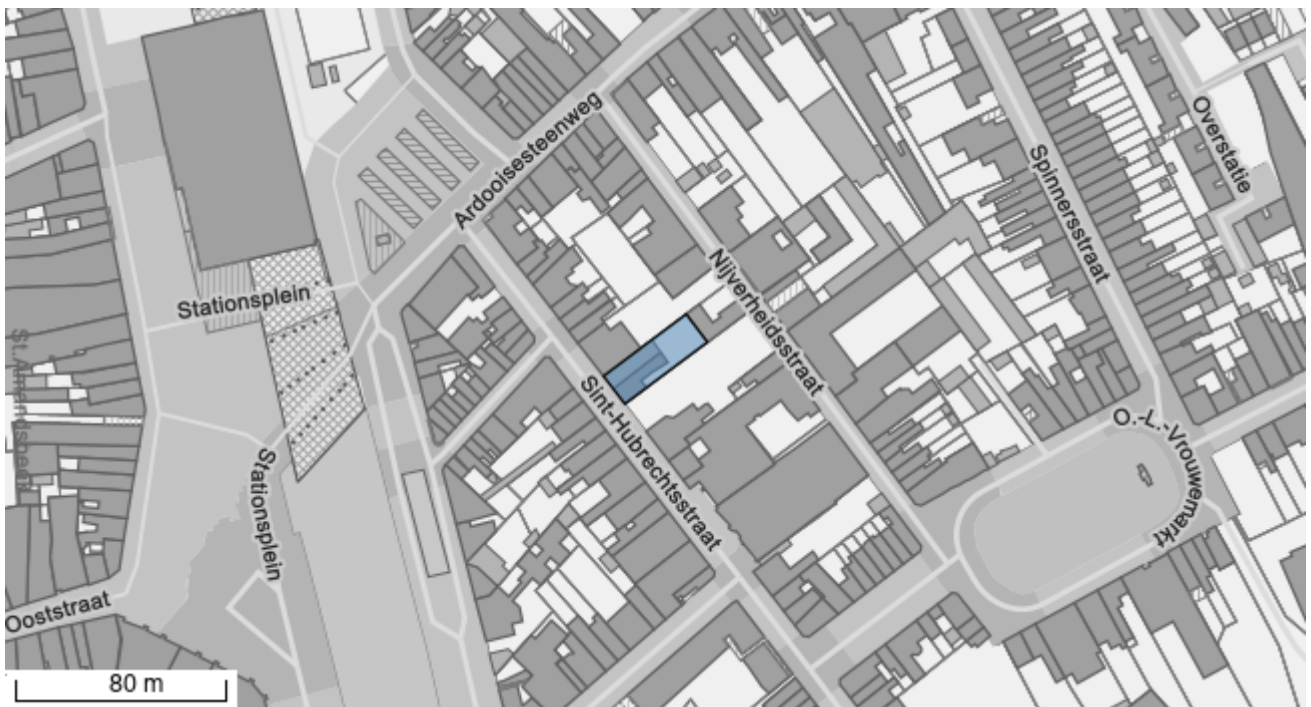 Ardooisesteenweg
Spinnersstraat
Overstatie
Nijverheidsstraat
Stationsplein
Sint-Hubrechtsstraat
O.-L.-Vrouwemarkt
Stationsplein
Ooststraat
80 m